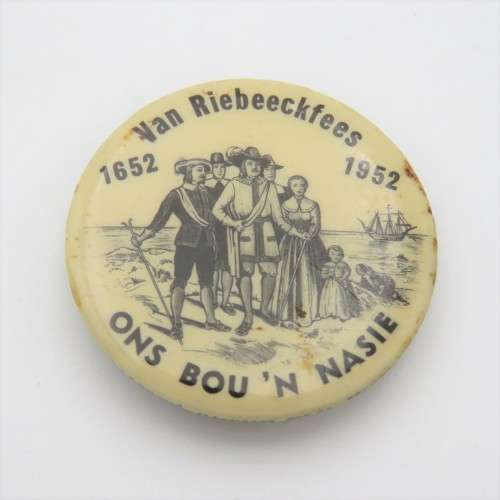 Van Riebeeckfees
1652 1952
ONS BOU 'N NASIE